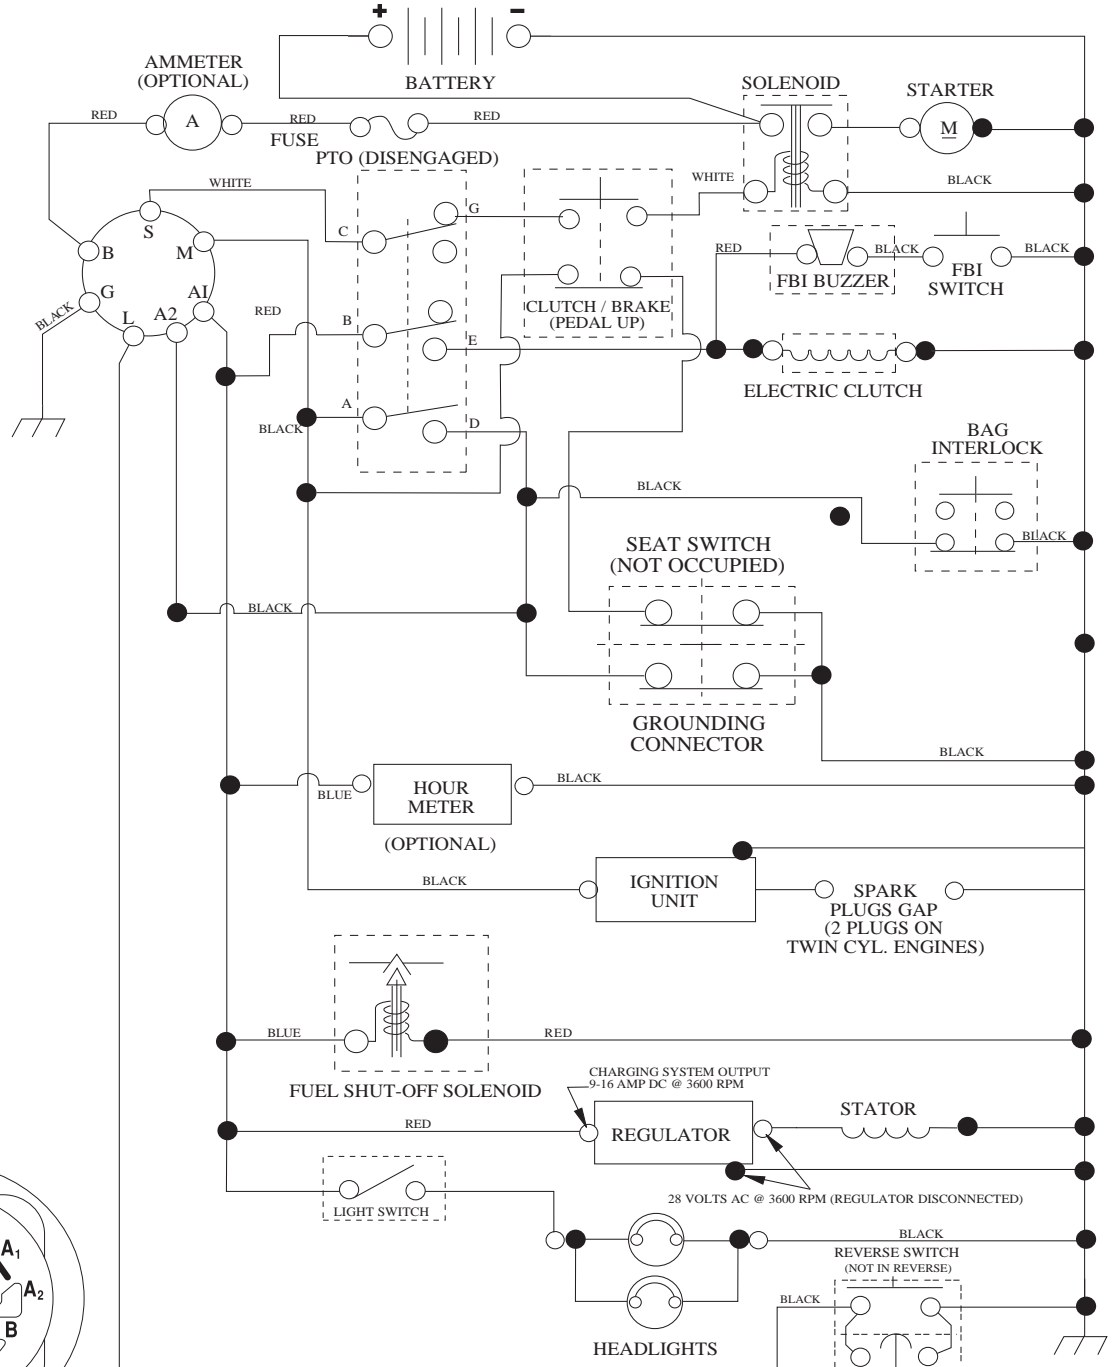 +
-
AMMETER
(OPTIONAL)
BATTERY
SOLENOID
STARTER
RED
A
RED
FUSE
RED
M
PTO (DISENGAGED)
WHITE
WHITE
BLACK
S
G
C
B
M
RED
BLACK
BLACK
FBI BUZZER
FBI
SWITCH
G
BLACK
L
A2
AI
RED
B
CLUTCH / BRAKE
(PEDAL UP)
E
ELECTRIC CLUTCH
A
BLACK
D
BAG
INTERLOCK
BLACK
BLACK
SEAT SWITCH
(NOT OCCUPIED)
BLACK
GROUNDING
CONNECTOR
BLACK
BLUE
HOUR
METER
BLACK
(OPTIONAL)
BLACK
IGNITION
UNIT
SPARK
PLUGS GAP
(2 PLUGS ON
TWIN CYL. ENGINES)
BLUE
RED
FUEL SHUT-OFF SOLENOID
CHARGING SYSTEM OUTPUT
9-16 AMP DC @ 3600 RPM
RED
REGULATOR
STATOR
28 VOLTS AC @ 3600 RPM (REGULATOR DISCONNECTED)
LIGHT SWITCH
BLACK
REVERSE SWITCH
(NOT IN REVERSE)
A1
A2
B
BLACK
HEADLIGHTS